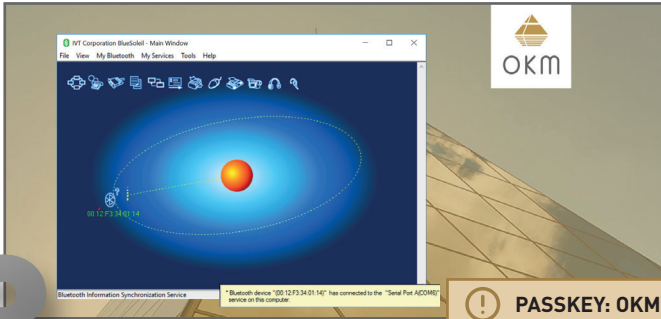 IVT Corporation BlueSoleil - Main Window
File View My Bluetooth My Services Tools Help
OKM
00:12:F3:34:01:14
Bluetooth Information Synchronization Service
* Bluetooth device "(00:12:F3:34:01:14)" has connected to the "Serial Port A(COM6)"
service on this computer.
PASSKEY: OKM